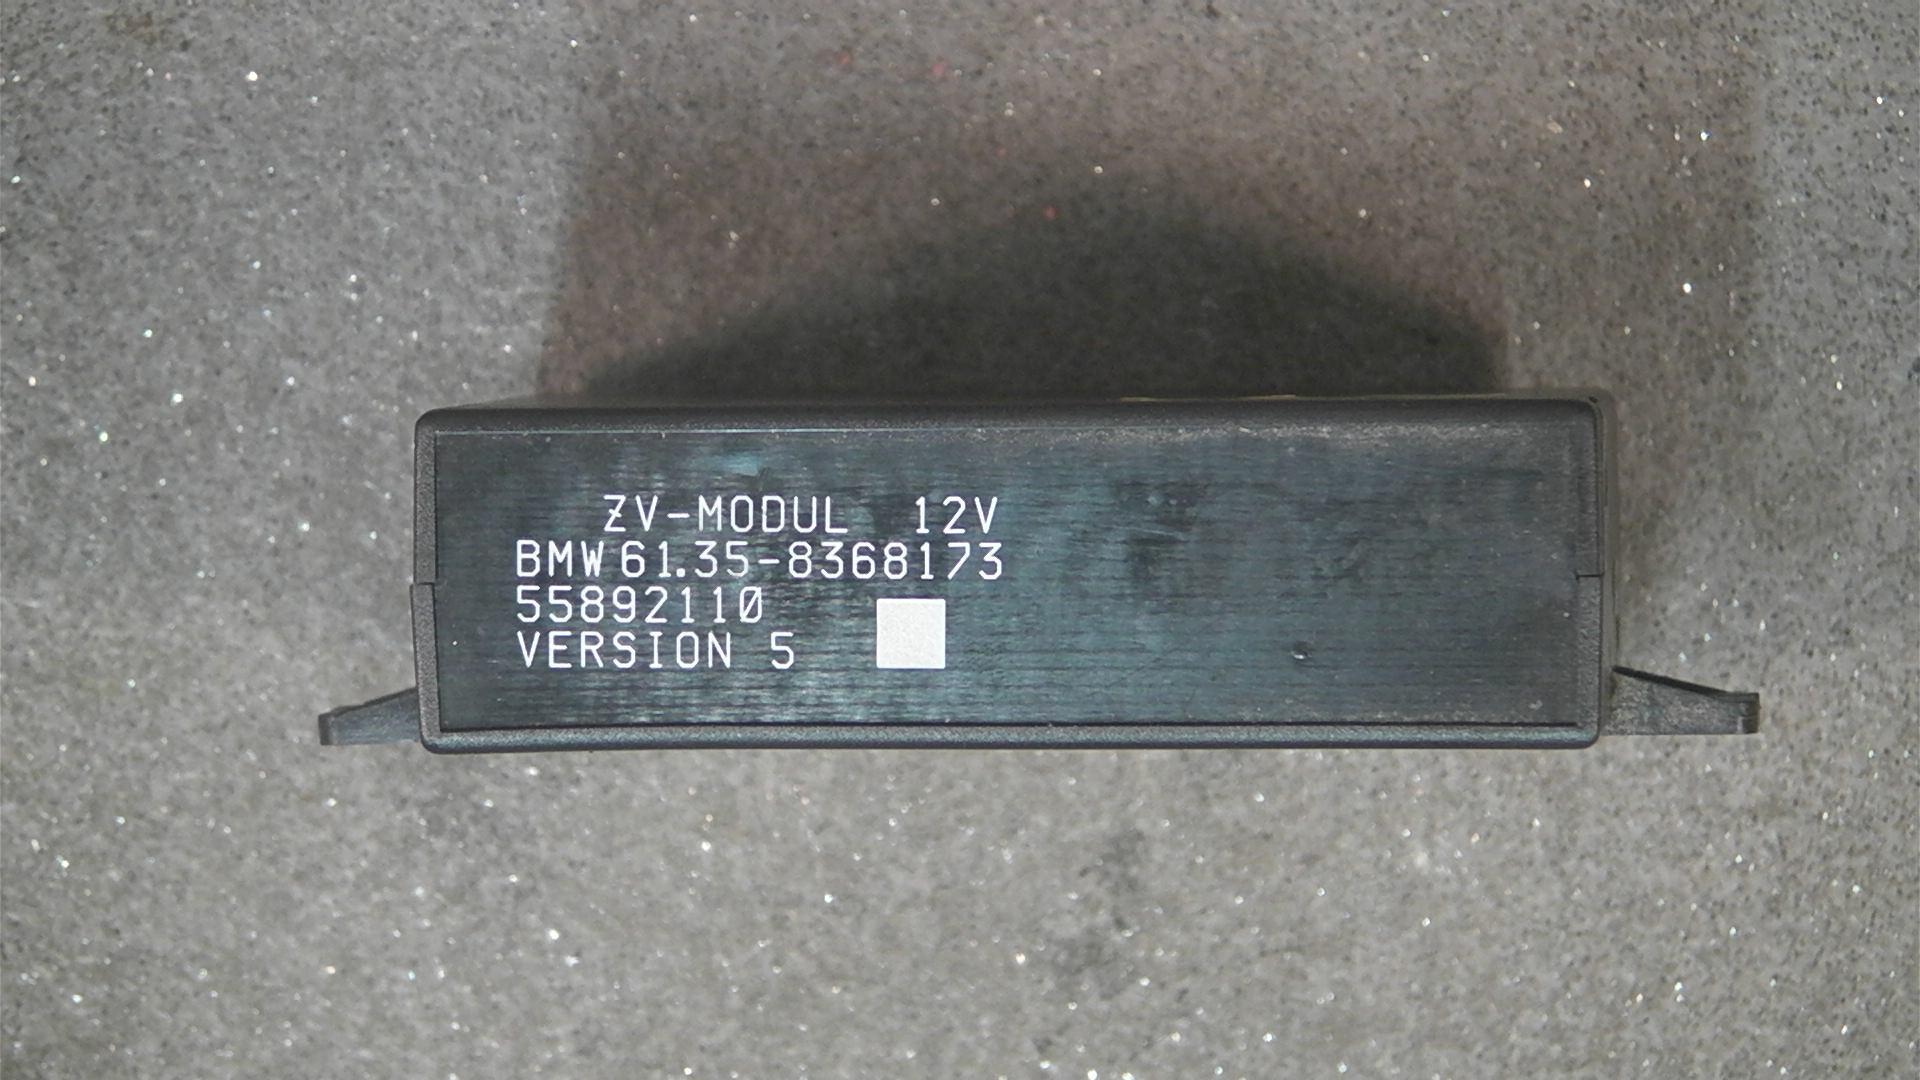 ZV-MODUL 12V
BMW 61.35-8368173
55892110
VERSION 5